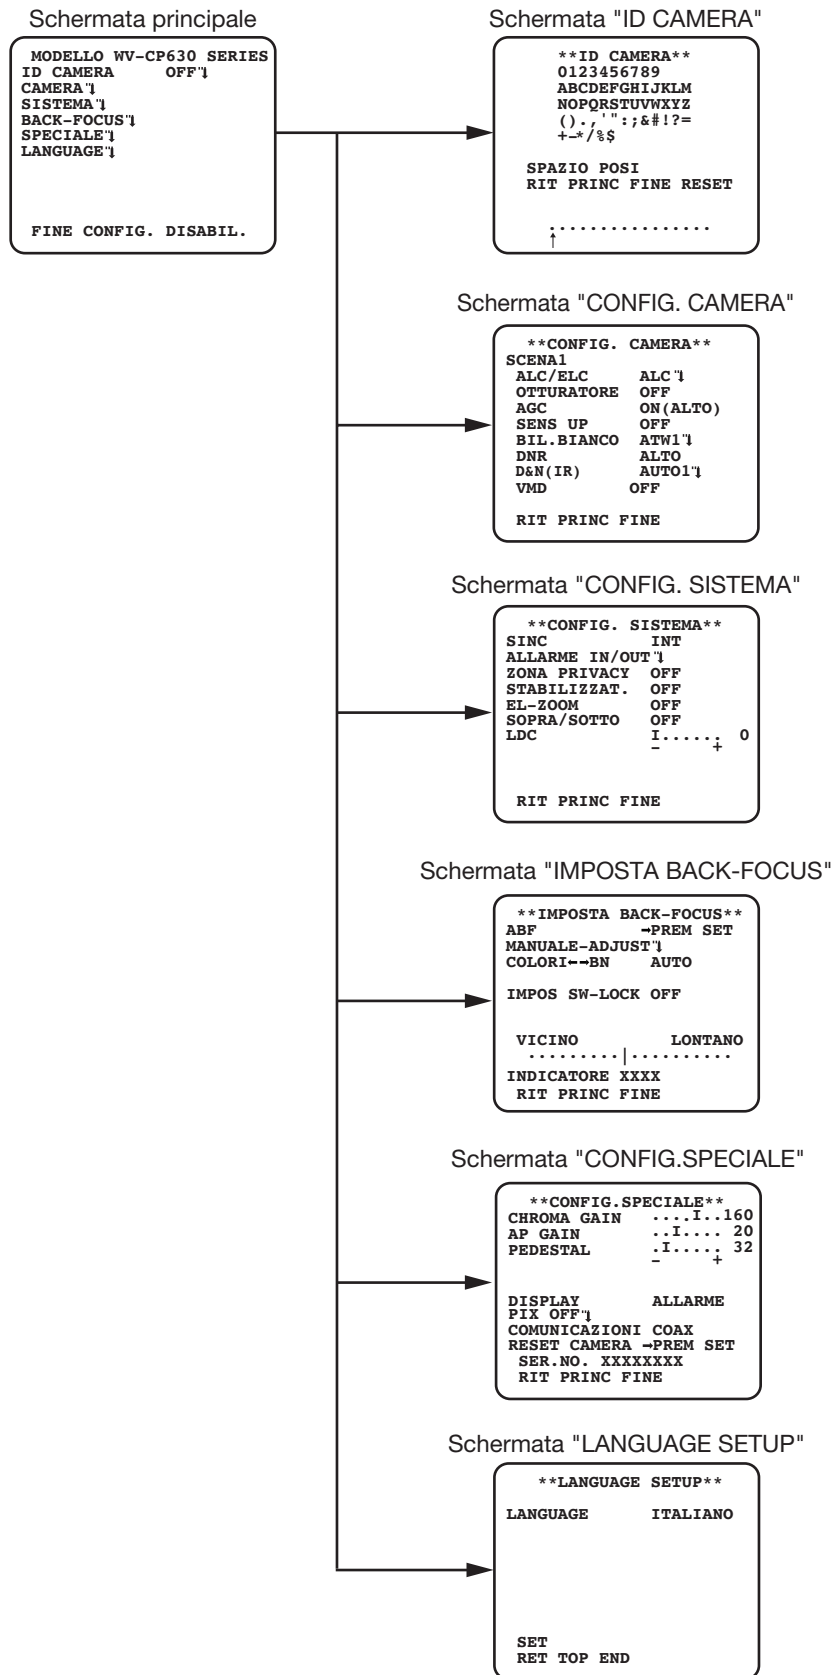 Schermata principale
MODELLO WV-CP630 SERIES
ID CAMERA OFF
CAMERA
SISTEMA
BACK-FOCUS
SPECIALE
LANGUAGE
FINE CONFIG. DISABIL.
Schermata "ID CAMERA"
**ID CAMERA**
0123456789
ABCDEFGHIJKLM
NOPQRSTUVWXYZ
().,'":;&#!?=
+-*/%$
SPAZIO POSI
RIT PRINC FINE RESET
................
↑
Schermata "CONFIG. CAMERA"
**CONFIG. CAMERA**
SCENA1
ALC/ELC ALC
OTTURATORE OFF
AGC ON(ALTO)
SENS UP OFF
BIL.BIANCO ATW1
DNR ALTO
D&N(IR) AUTO1
VMD OFF
RIT PRINC FINE
Schermata "CONFIG. SISTEMA"
**CONFIG. SISTEMA**
SINC INT
ALLARME IN/OUT
ZONA PRIVACY OFF
STABILIZZAT. OFF
EL-ZOOM OFF
SOPRA/SOTTO OFF
LDC I...... 0
- +
RIT PRINC FINE
Schermata "IMPOSTA BACK-FOCUS"
**IMPOSTA BACK-FOCUS**
ABF →PREM SET
MANUALE-ADJUST
COLORI←→BN AUTO
IMPOS SW-LOCK OFF
VICINO LONTANO
.........|..........
INDICATORE XXXX
RIT PRINC FINE
Schermata "CONFIG.SPECIALE"
**CONFIG.SPECIALE**
CHROMA GAIN ....I..160
AP GAIN ..I.... 20
PEDESTAL .I..... 32
- +
DISPLAY ALLARME
PIX OFF
COMUNICAZIONI COAX
RESET CAMERA →PREM SET
SER.NO. XXXXXXXX
RIT PRINC FINE
Schermata "LANGUAGE SETUP"
**LANGUAGE SETUP**
LANGUAGE ITALIANO
SET
RET TOP END